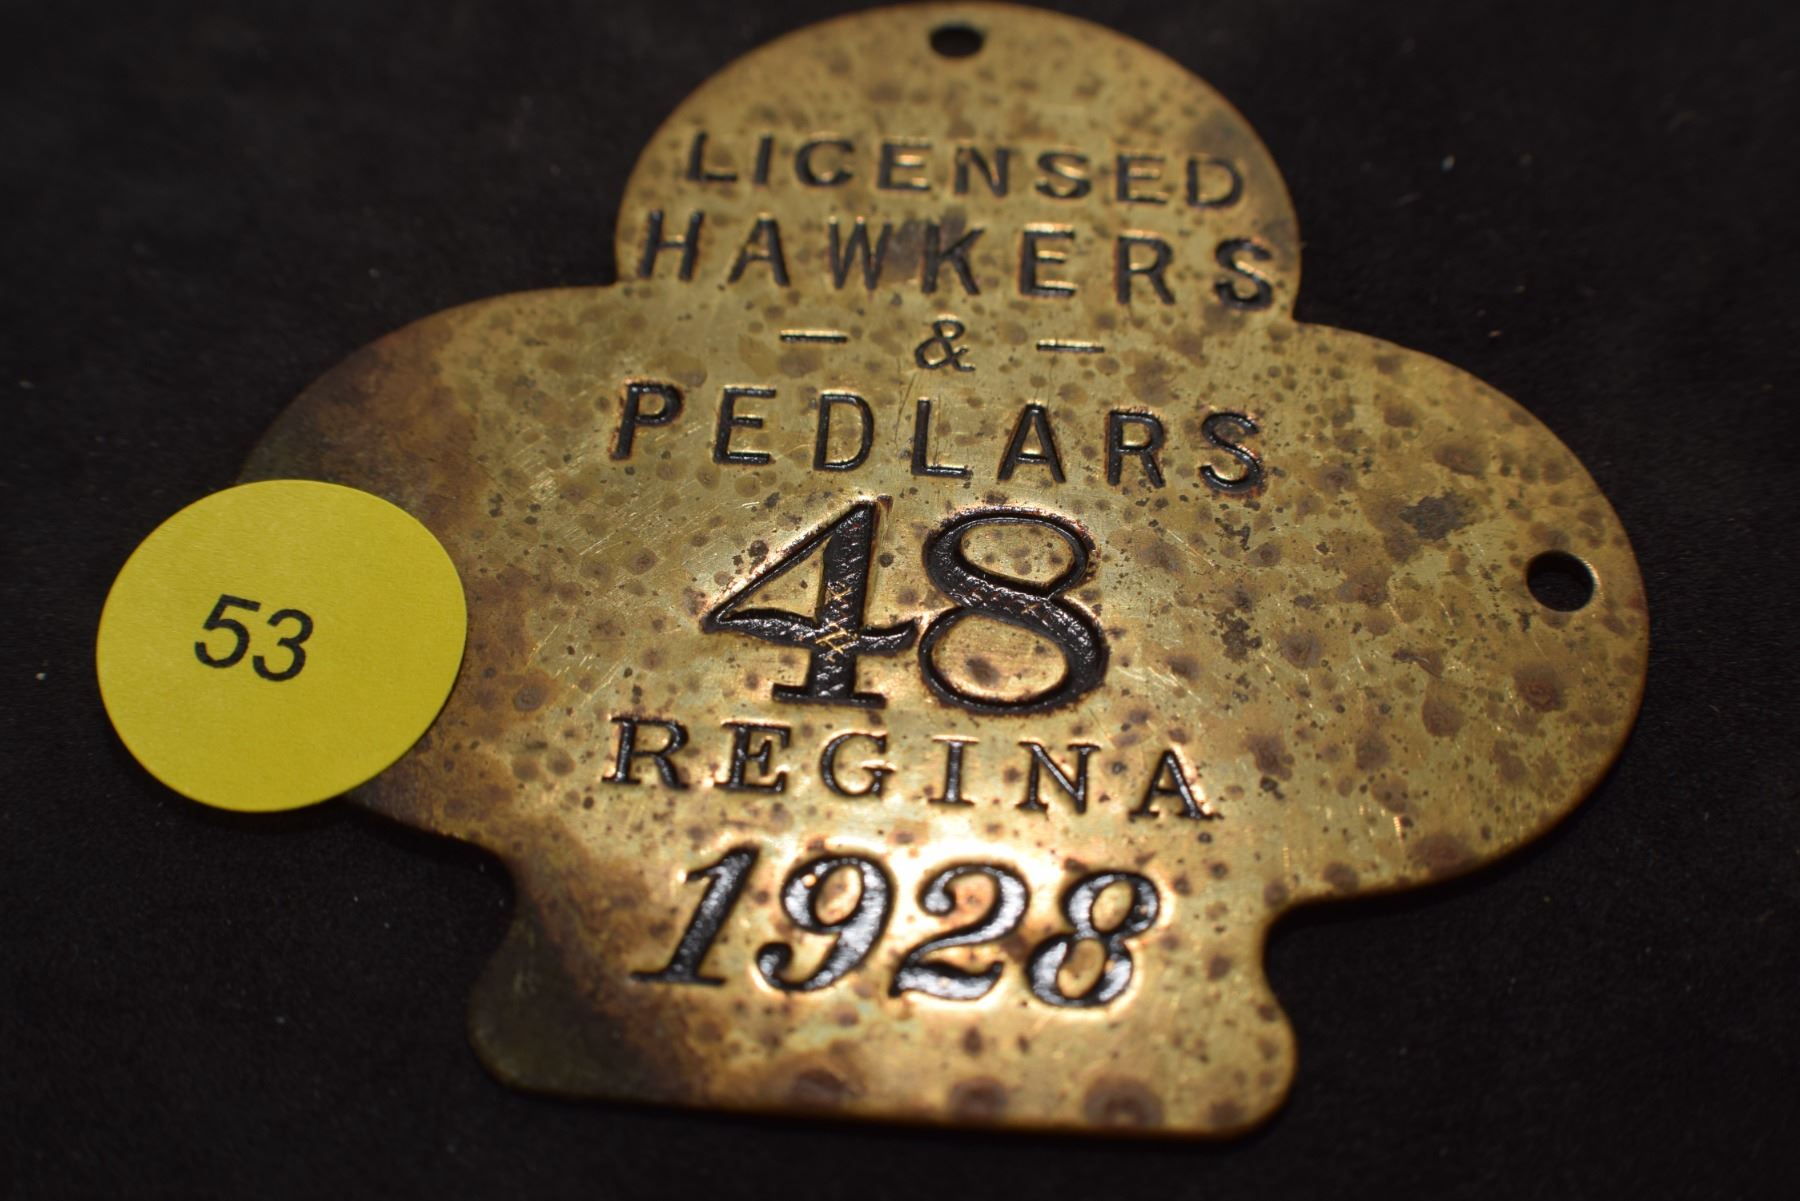 LICENSED
HAWKERS
— & —
PEDLARS
48
REGINA
1928
53